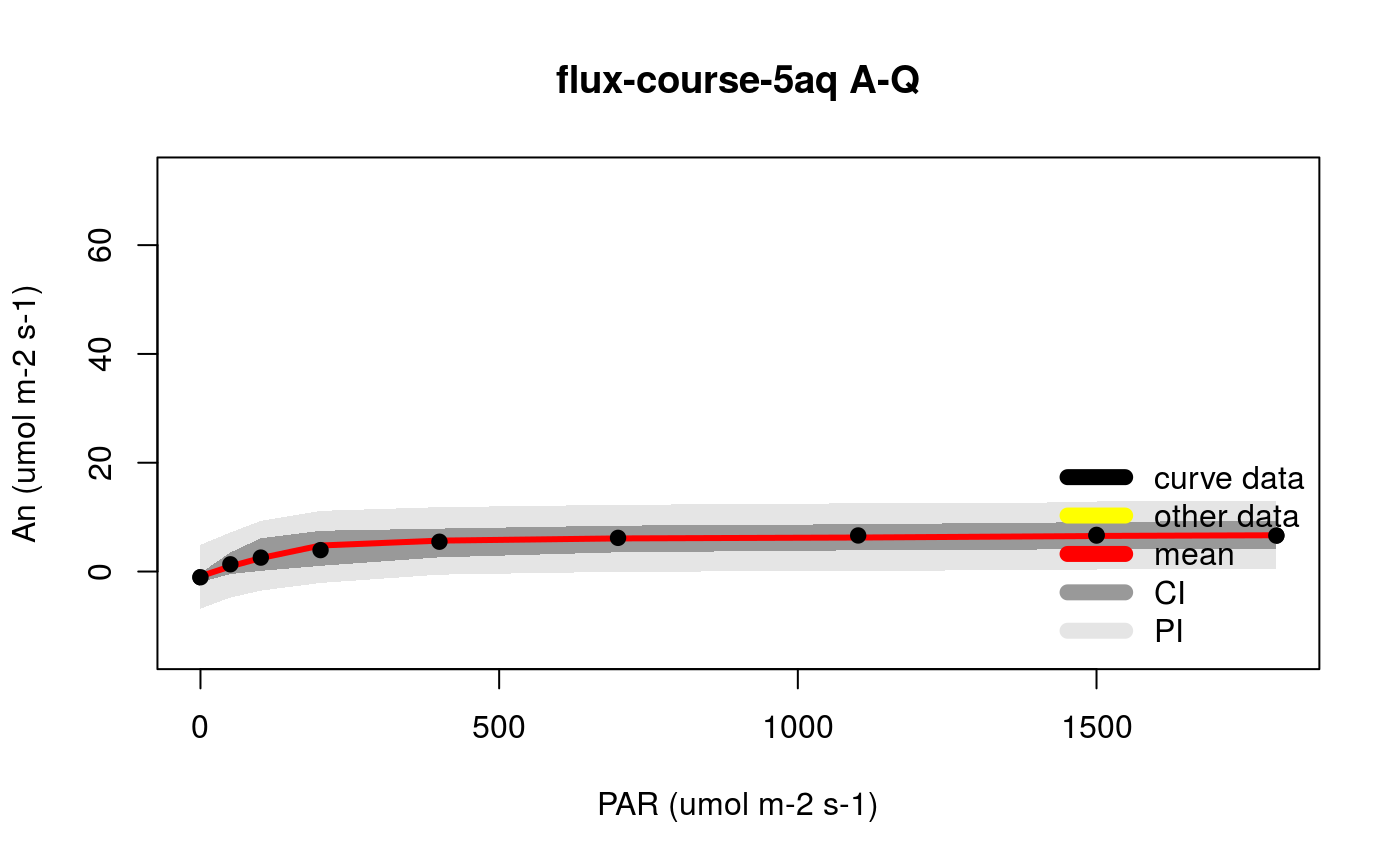 flux-course-5aq A-Q
An (umol m-2 s-1)
60
40
20
0
curve data
other data
mean
CI
PI
0 500 1000 1500
PAR (umol m-2 s-1)